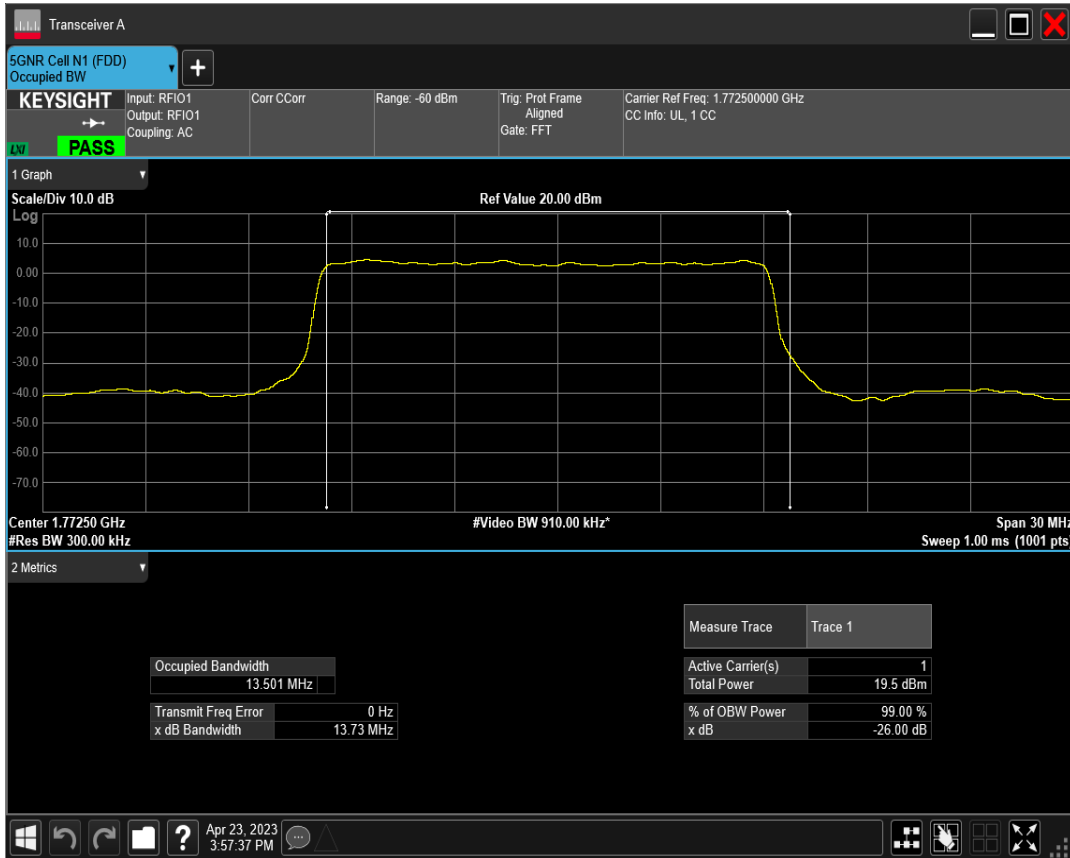 Transceiver A
5GNR Cell N1 (FDD)
Occupied BW
+
KEYSIGHT
LXI
PASS
Input: RFIO1
Output: RFIO1
Coupling: AC
Corr CCorr
Range: -60 dBm
Trig: Prot Frame
Aligned
Gate: FFT
Carrier Ref Freq: 1.772500000 GHz
CC Info: UL, 1 CC
1 Graph
Scale/Div 10.0 dB
Ref Value 20.00 dBm
Log
10.0
0.00
-10.0
-20.0
-30.0
-40.0
-50.0
-60.0
-70.0
Center 1.77250 GHz
#Video BW 910.00 kHz*
Span 30 MHz
#Res BW 300.00 kHz
Sweep 1.00 ms (1001 pts)
2 Metrics
Measure Trace Trace 1
Occupied Bandwidth
13.501 MHz
Active Carrier(s) 1
Total Power 19.5 dBm
Transmit Freq Error 0 Hz
x dB Bandwidth 13.73 MHz
% of OBW Power 99.00 %
x dB -26.00 dB
?
Apr 23, 2023
3:57:37 PM